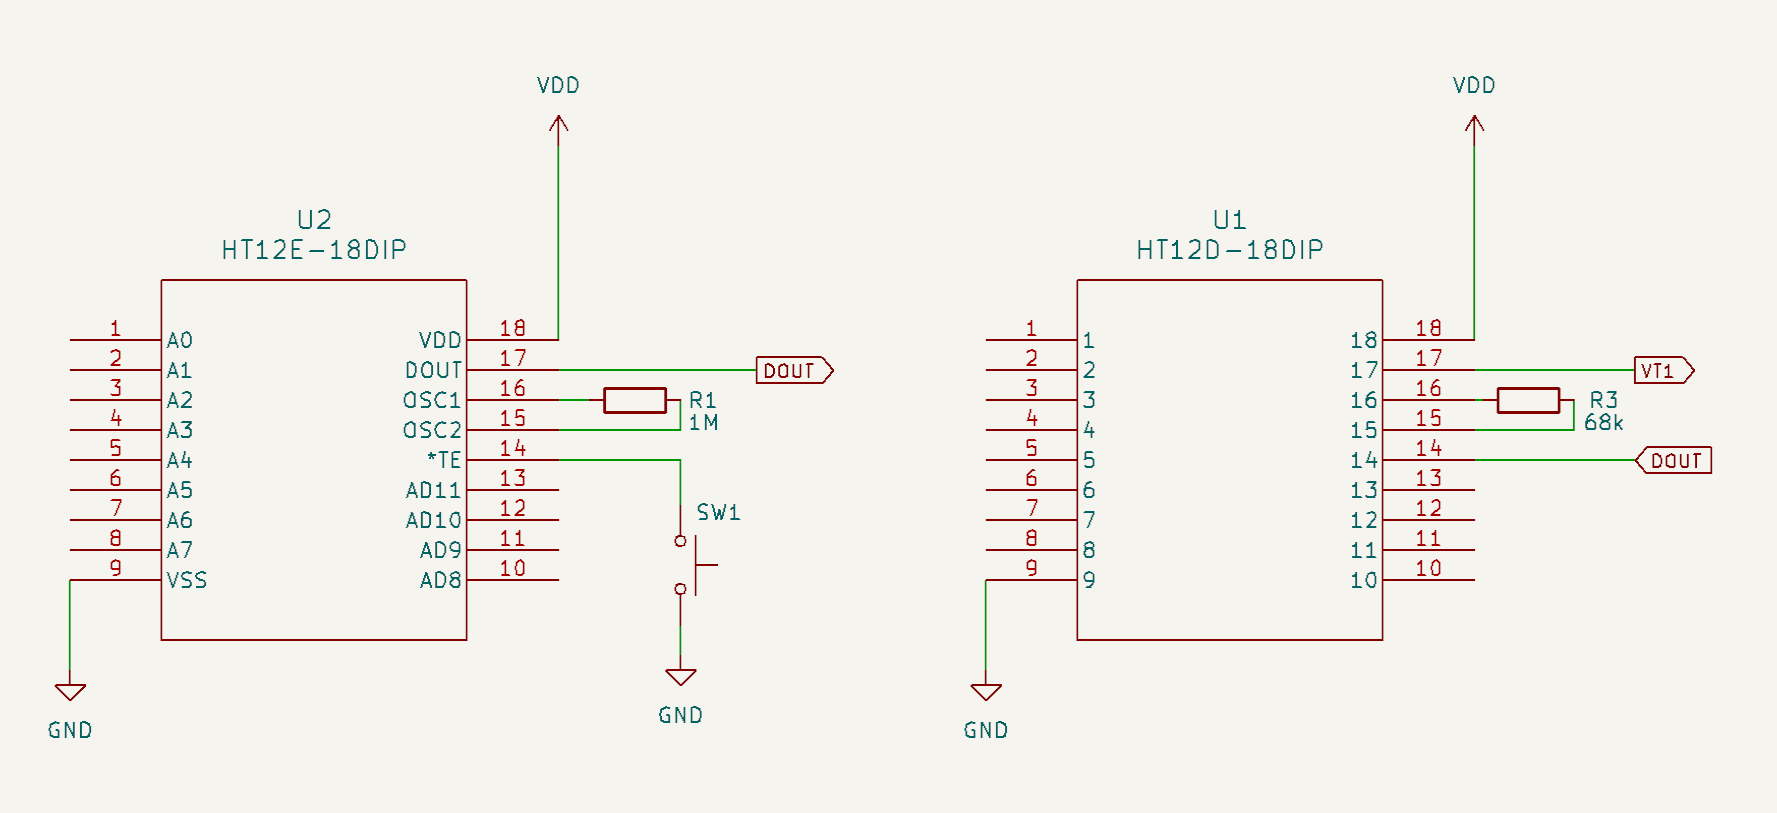 VDD
U2
HT12E-18DIP
1 A0 VDD 18
2 A1 DOUT 17 DOUT
3 A2 OSC1 16 R1
4 A3 OSC2 15 1M
5 A4 *TE 14
6 A5 AD11 13
7 A6 AD10 12 SW1
8 A7 AD9 11
9 VSS AD8 10
GND
GND
VDD
U1
HT12D-18DIP
1 1 18 18
2 2 17 17 VT1
3 3 16 16 R3
4 4 15 15 68k
5 5 14 14 DOUT
6 6 13 13
7 7 12 12
8 8 11 11
9 9 10 10
GND